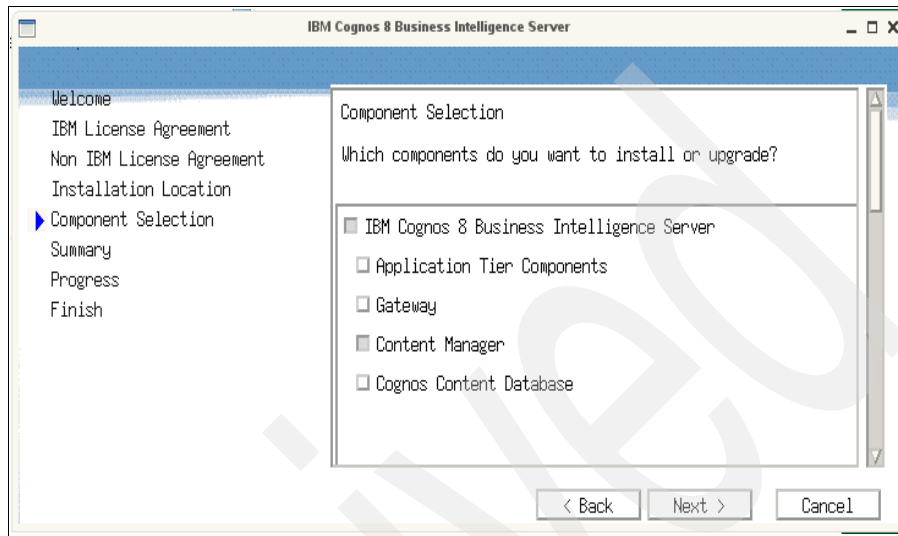 IBM Cognos 8 Business Intelligence Server
Welcome
IBM License Agreement
Non IBM License Agreement
Installation Location
Component Selection
Summary
Progress
Finish
Component Selection
Which components do you want to install or upgrade?
IBM Cognos 8 Business Intelligence Server
Application Tier Components
Gateway
Content Manager
Cognos Content Database
< Back
Next >
Cancel